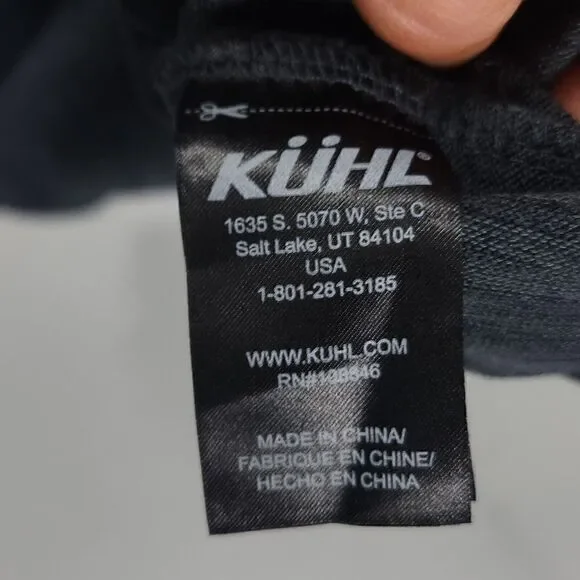 KÜHL
1635 S. 5070 W, Ste C
Salt Lake, UT 84104
USA
1-801-281-3185
WWW.KUHL.COM
MADE IN CHINA/
FABRIQUE EN CHINE/
HECHO EN CHINA